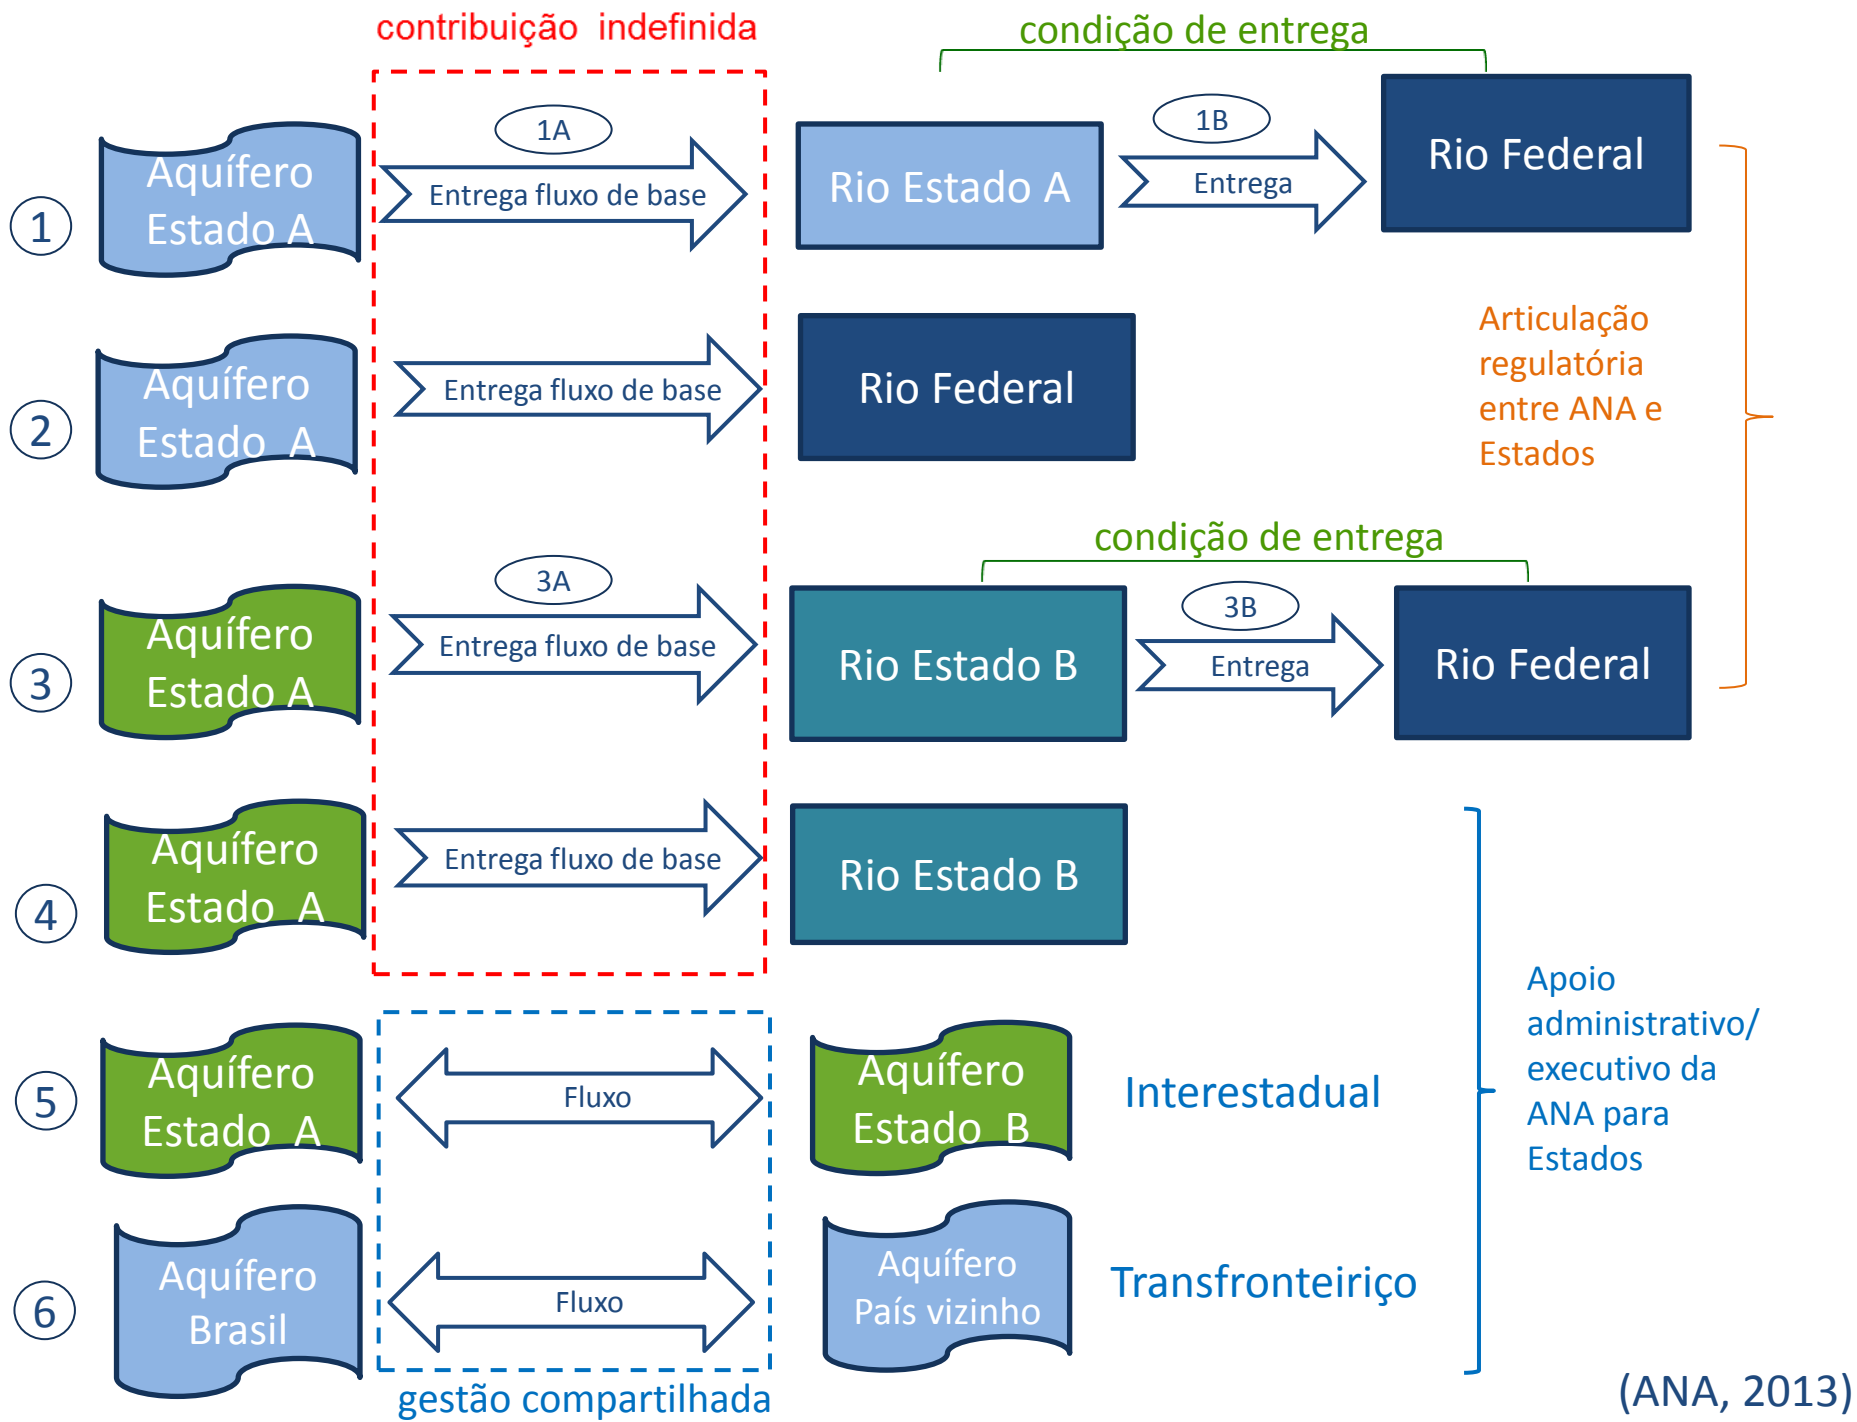 contribuição indefinida
condição de entrega
1
Aquífero
Estado A
1A
Entrega fluxo de base
Rio Estado A
1B
Entrega
Rio Federal
2
Aquífero
Estado A
Entrega fluxo de base
Rio Federal
Articulação
regulatória
entre ANA e
Estados
condição de entrega
3
Aquífero
Estado A
3A
Entrega fluxo de base
Rio Estado B
3B
Entrega
Rio Federal
4
Aquífero
Estado A
Entrega fluxo de base
Rio Estado B
5
Aquífero
Estado A
Fluxo
Aquífero
Estado B
Interestadual
Apoio
administrativo/
executivo da
ANA para
Estados
6
Aquífero
Brasil
Fluxo
Aquífero
País vizinho
Transfronteiriço
gestão compartilhada
(ANA, 2013)